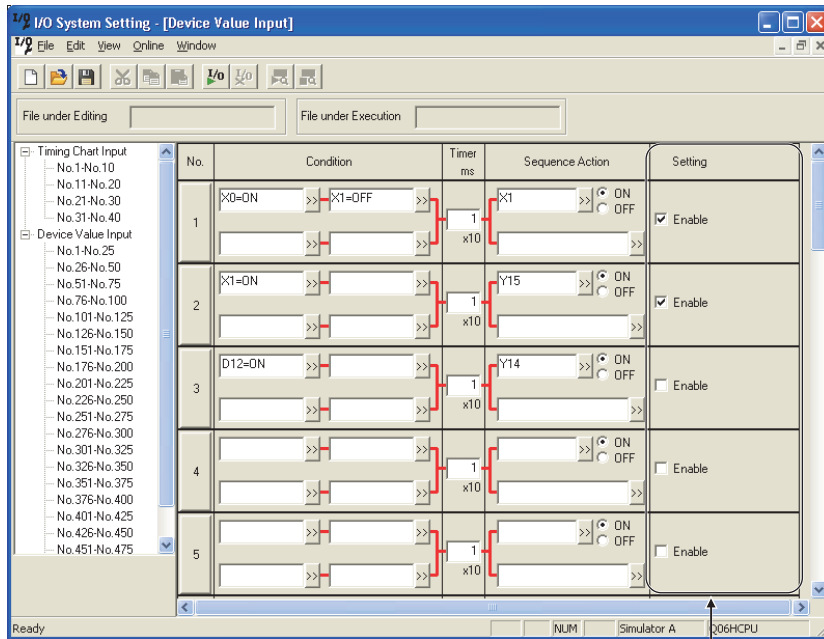 I/O System Setting - [Device Value Input]
File Edit View Online Window
I/O I/O
File under Editing File under Execution
Timing Chart Input
No.1-No.10
No.11-No.20
No.21-No.30
No.31-No.40
Device Value Input
No.1-No.25
No.26-No.50
No.51-No.75
No.76-No.100
No.101-No.125
No.126-No.150
No.151-No.175
No.176-No.200
No.201-No.225
No.226-No.250
No.251-No.275
No.276-No.300
No.301-No.325
No.326-No.350
No.351-No.375
No.376-No.400
No.401-No.425
No.426-No.450
No.451-No.475
No. Condition Timer ms Sequence Action Setting
1 X0=ON >> X1=OFF >> 1 x10 X1 >> ON OFF Enable
>> >> >>
2 X1=ON >> >> 1 x10 Y15 >> ON OFF Enable
>> >> >>
3 D12=ON >> >> 1 x10 Y14 >> ON OFF Enable
>> >> >>
4 >> >> 1 x10 >> ON OFF Enable
>> >> >>
5 >> >> 1 x10 >> ON OFF Enable
>> >> >>
Ready NUM Simulator A Q06HCPU